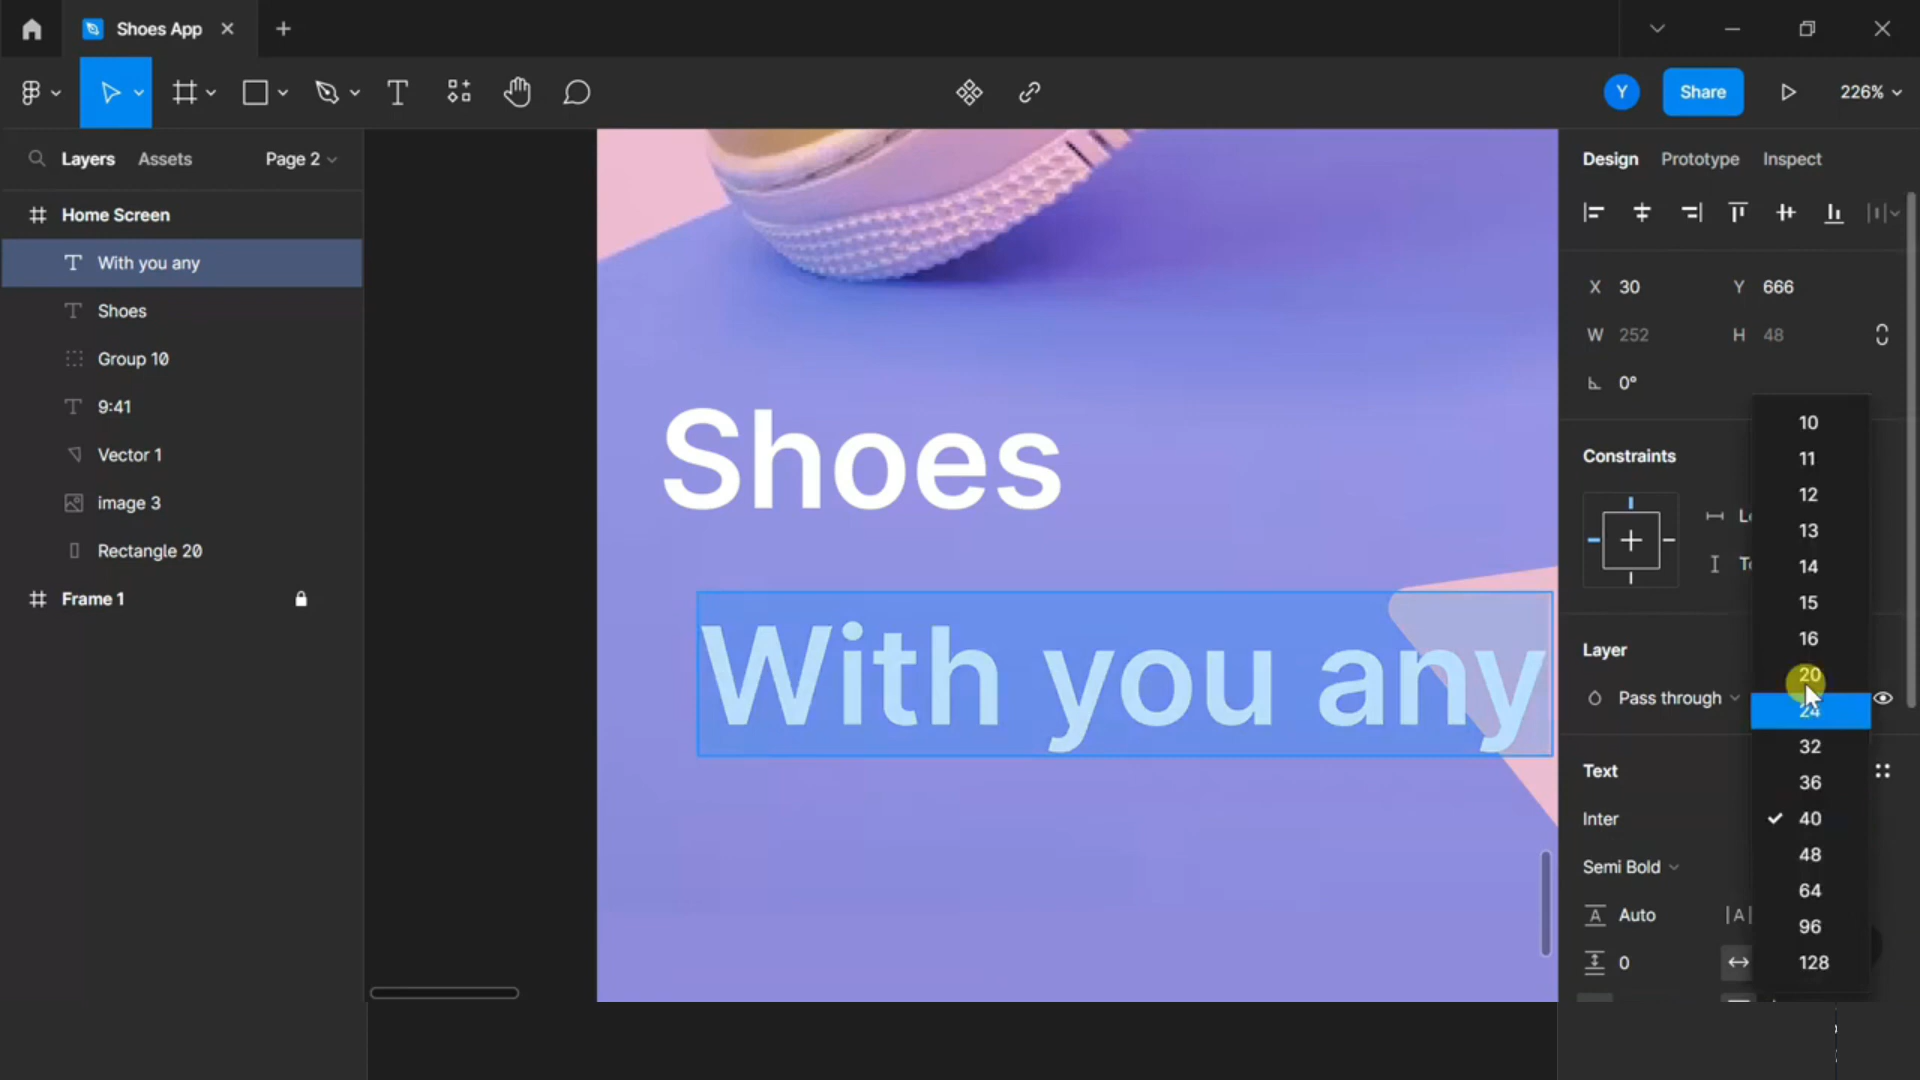 Shoes App
Y
Share
226%
Layers
Assets
Page 2
Design
Prototype
Inspect
Home Screen
With you any
Shoes
Group 10
9:41
Vector 1
image 3
Rectangle 20
Frame 1
Shoes
With you any
X 30
Y 666
W 252
H 48
0°
Constraints
Layer
Pass through
Text
Inter
Semi Bold
A Auto
|A|
0
10
11
12
13
14
15
16
20
24
32
36
40
48
64
96
128